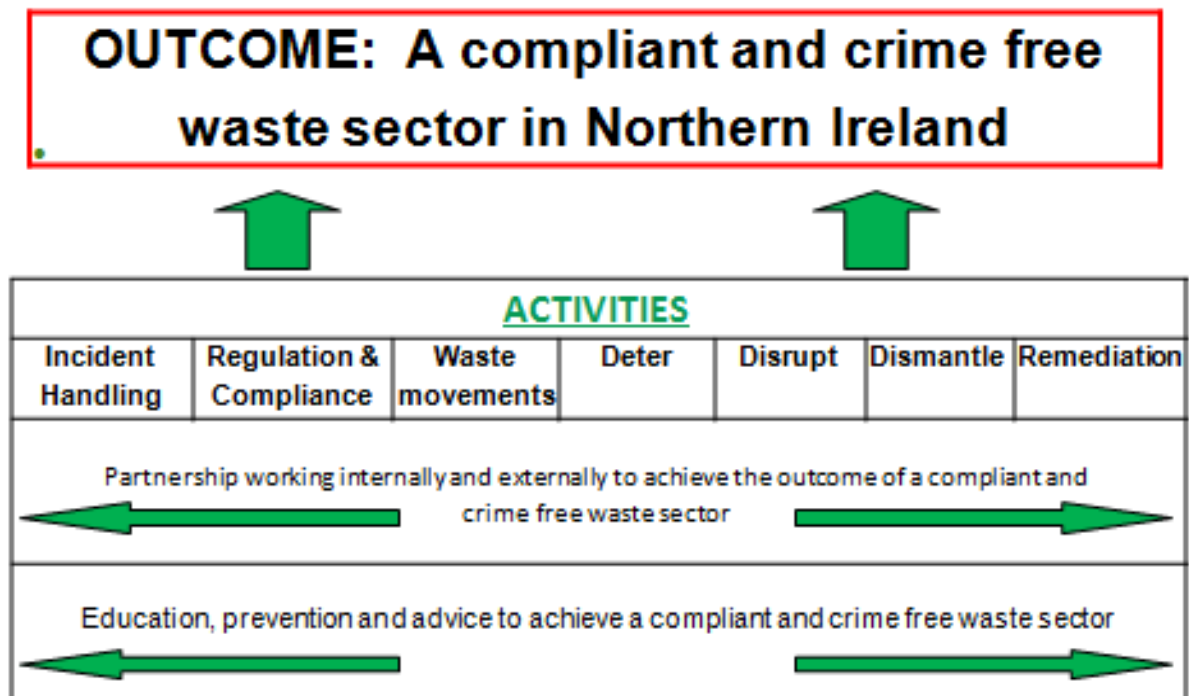 OUTCOME: A compliant and crime free
waste sector in Northern Ireland
ACTIVITIES
Incident Handling
Regulation & Compliance
Waste movements
Deter
Disrupt
Dismantle
Remediation
Partnership working internally and externally to achieve the outcome of a compliant and
crime free waste sector
Education, prevention and advice to achieve a compliant and crime free waste sector